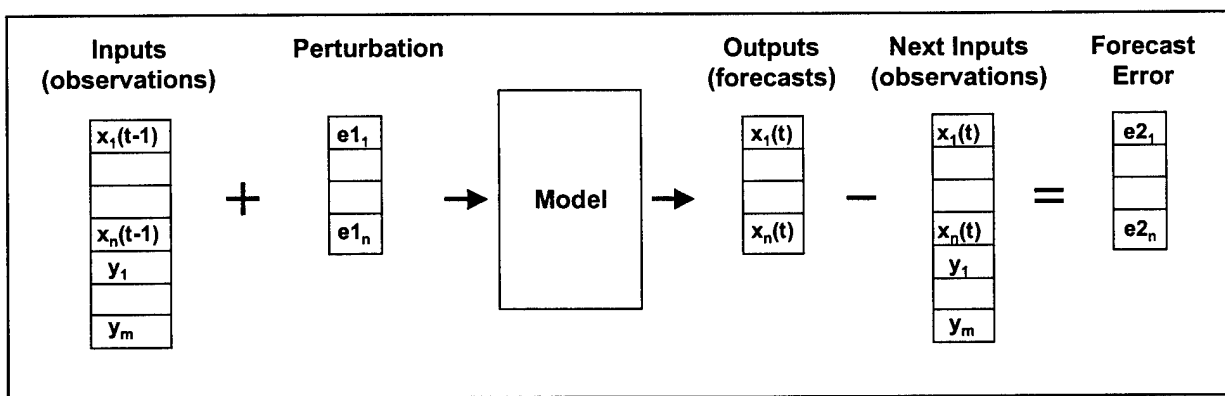 Inputs
(observations)
Perturbation
Outputs
(forecasts)
Next Inputs
(observations)
Forecast
Error
x₁(t-1)
xₙ(t-1)
y₁
yₘ
+
e1₁
e1ₙ
Model
x₁(t)
xₙ(t)
−
x₁(t)
xₙ(t)
y₁
yₘ
=
e2₁
e2ₙ